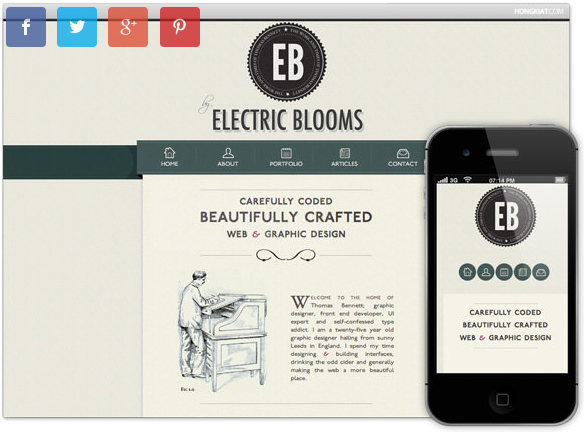 f
g+
HONGKIAT.COM
EB
by
ELECTRIC BLOOMS
HOME ABOUT PORTFOLIO ARTICLES CONTACT
CAREFULLY CODED
BEAUTIFULLY CRAFTED
WEB & GRAPHIC DESIGN
WELCOME TO THE HOME OF
Thomas Bennett; graphic
designer, front end developer, UI
expert and self-confessed type
addict. I am a twenty-five year old
graphic designer hailing from sunny
Leeds in England. I spend my time
designing & building interfaces,
drinking the odd cider and generally
making the web a more beautiful
place.
3G 07:14 PM
EB
CAREFULLY CODED
BEAUTIFULLY CRAFTED
WEB & GRAPHIC DESIGN